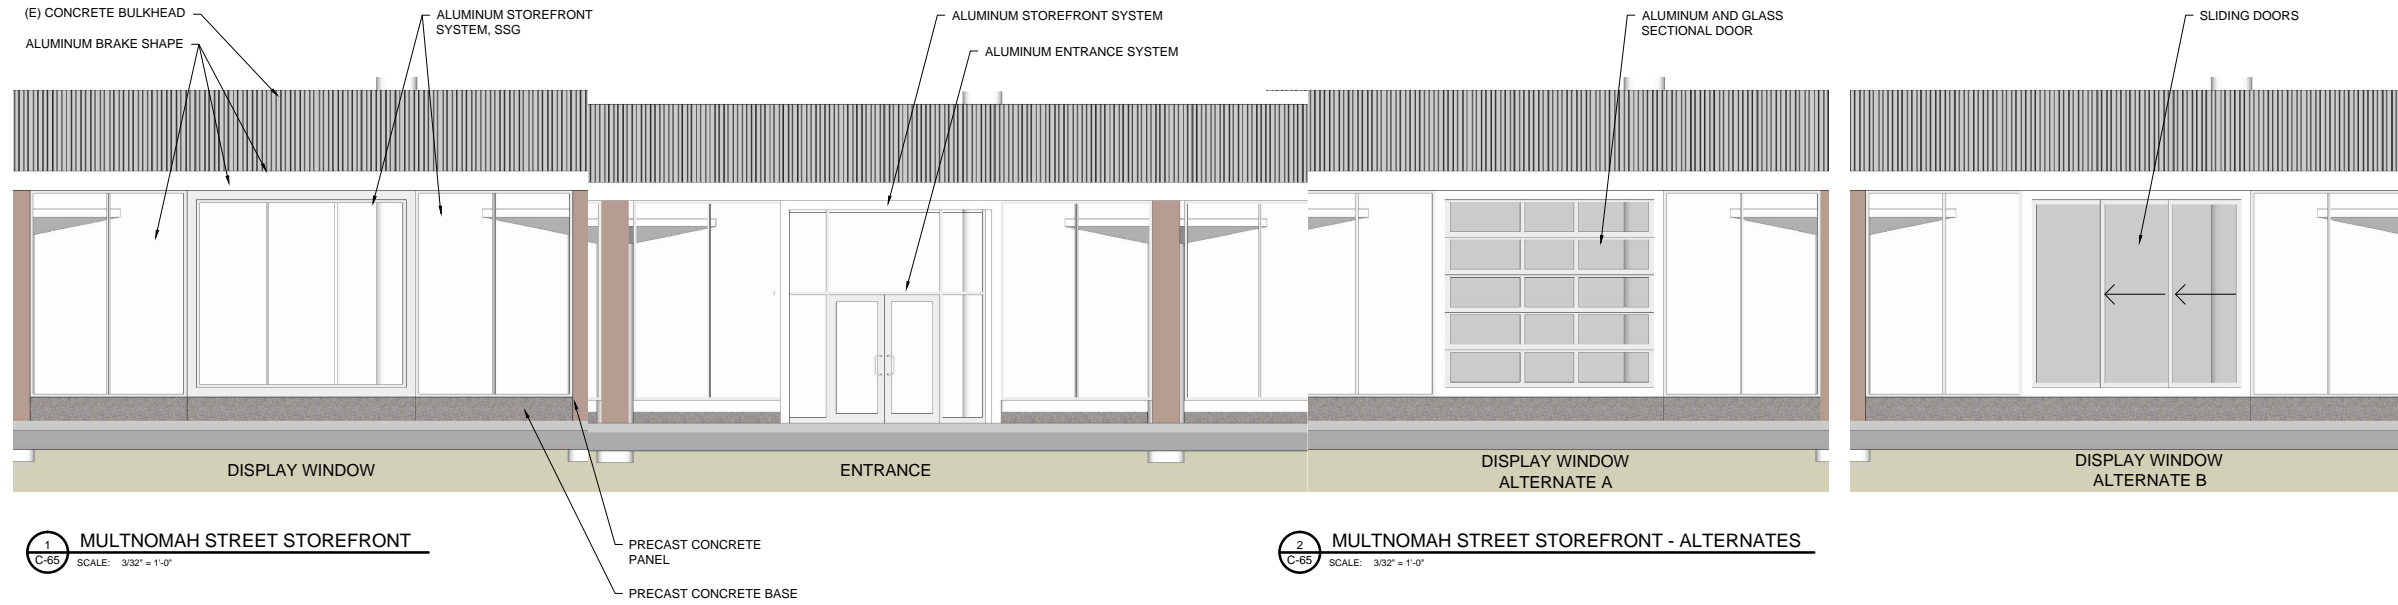 (E) CONCRETE BULKHEAD
ALUMINUM BRAKE SHAPE
ALUMINUM STOREFRONT
SYSTEM, SSG
ALUMINUM STOREFRONT SYSTEM
ALUMINUM ENTRANCE SYSTEM
ALUMINUM AND GLASS
SECTIONAL DOOR
SLIDING DOORS
DISPLAY WINDOW
ENTRANCE
DISPLAY WINDOW
ALTERNATE A
DISPLAY WINDOW
ALTERNATE B
1
C-65
MULTNOMAH STREET STOREFRONT
SCALE: 3/32" = 1'-0"
PRECAST CONCRETE
PANEL
PRECAST CONCRETE BASE
2
C-65
MULTNOMAH STREET STOREFRONT - ALTERNATES
SCALE: 3/32" = 1'-0"